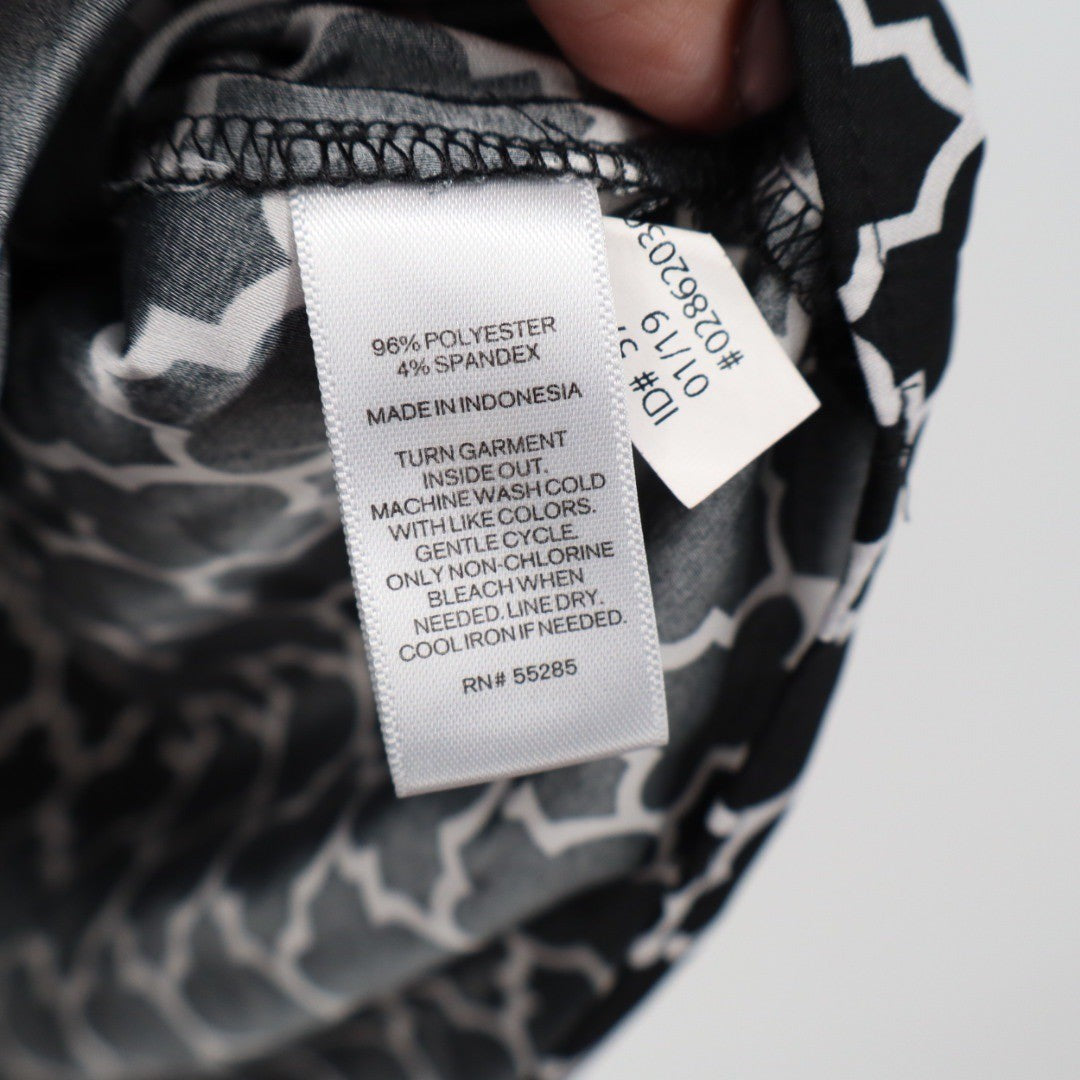 96% POLYESTER
4% SPANDEX
MADE IN INDONESIA
TURN GARMENT
INSIDE OUT.
MACHINE WASH COLD
WITH LIKE COLORS.
GENTLE CYCLE.
ONLY NON-CHLORINE
BLEACH WHEN
NEEDED. LINE DRY.
COOL IRON IF NEEDED.
RN# 55285
ID#
01/19